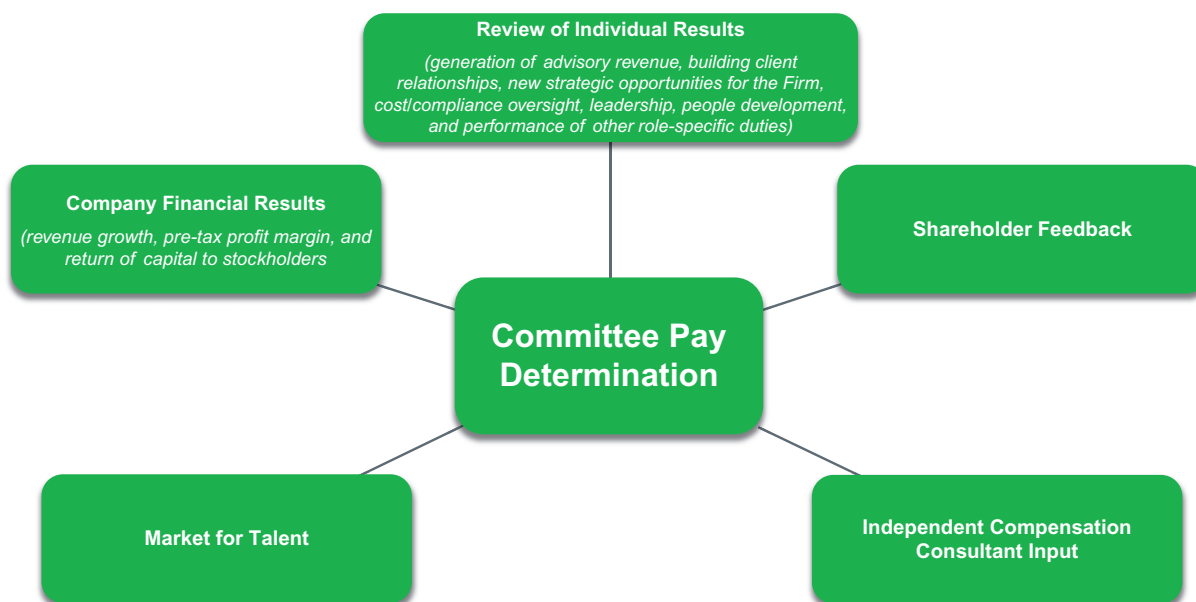 Review of Individual Results
(generation of advisory revenue, building client
relationships, new strategic opportunities for the Firm,
cost/compliance oversight, leadership, people development,
and performance of other role-specific duties)
Company Financial Results
(revenue growth, pre-tax profit margin, and
return of capital to stockholders
Shareholder Feedback
Committee Pay
Determination
Market for Talent
Independent Compensation
Consultant Input